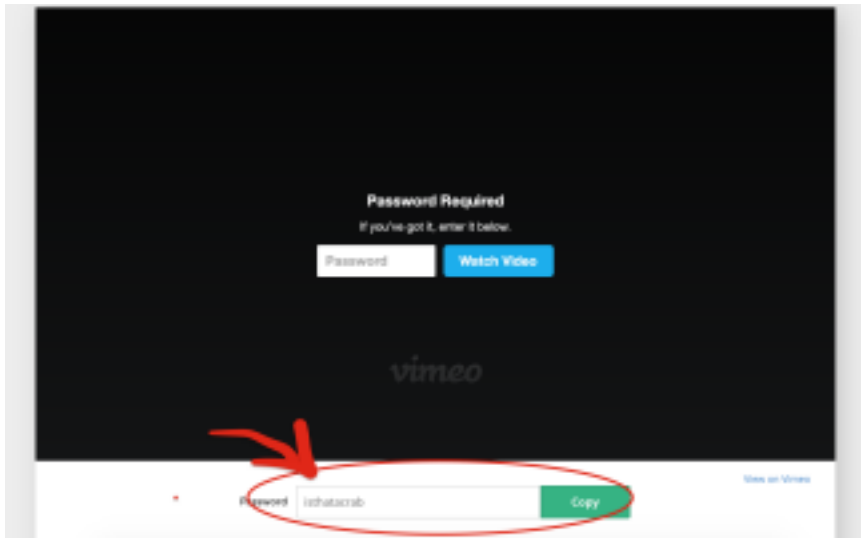 Password Required
If you've got it, enter it below.
Password Watch Video
vimeo
View on Vimeo
Password isthatacrab Copy